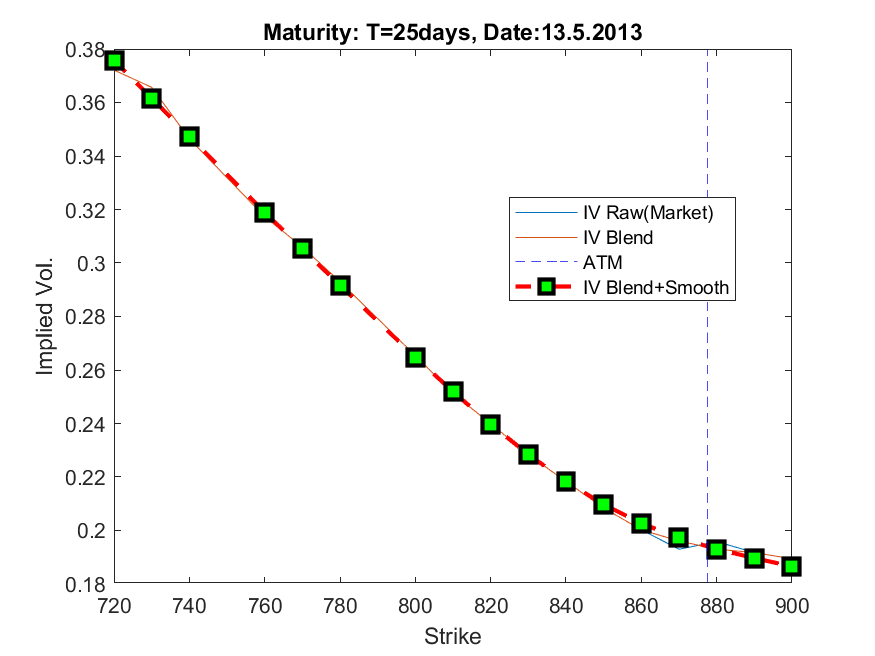 Maturity: T=25days, Date:13.5.2013
0.38
0.36
0.34
0.32
0.3
0.28
0.26
0.24
0.22
0.2
0.18
Implied Vol.
IV Raw(Market)
IV Blend
ATM
IV Blend+Smooth
720 740 760 780 800 820 840 860 880 900
Strike